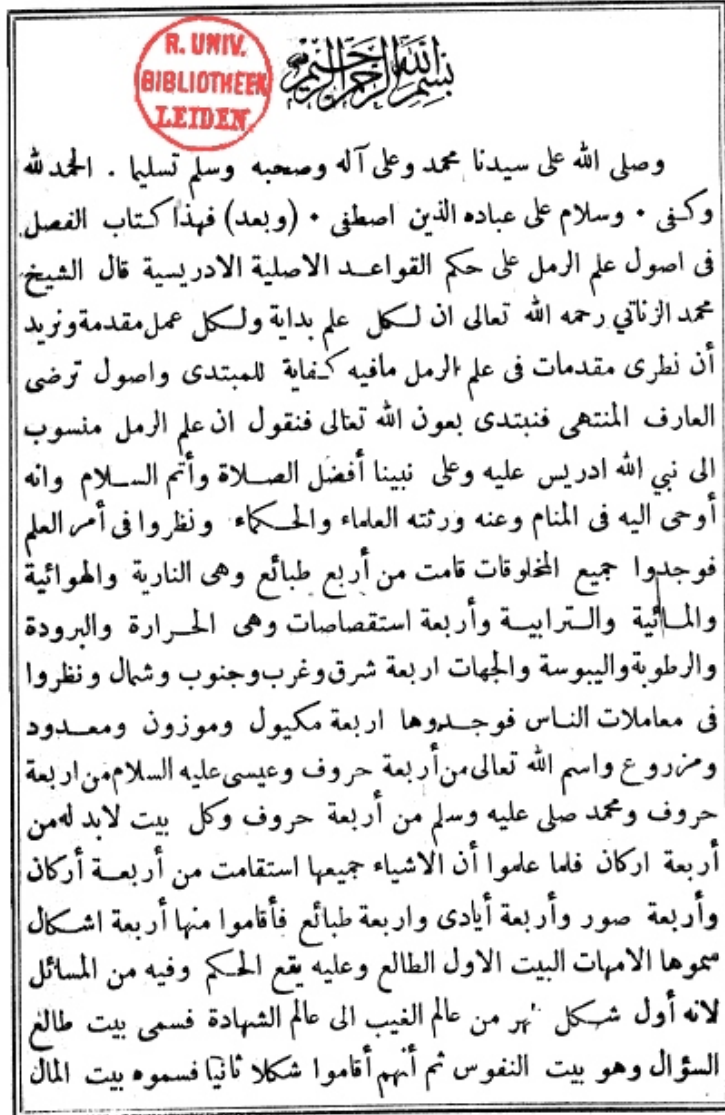 R. UNIV.
BIBLIOTHEEK
LEIDEN
بسم الله الرحمن الرحيم
وصلى الله على سيدنا محمد وعلى آله وصحبه وسلم تسليما . الحمد لله
وكفى • وسلام على عباده الذين اصطفى • (وبعد) فهذا كتاب الفصل
فى اصول علم الرمل على حكم القواعد الاصلية الادريسية قال الشيخ
محمد الزناتي رحمه الله تعالى ان لكل علم بداية ولكل عمل مقدمة ونريد
أن نطرى مقدمات فى علم الرمل مافيه كفاية للمبتدى واصول ترضى
العارف المنتهى فنبتدى بعون الله تعالى فنقول ان علم الرمل منسوب
الى نبي الله ادريس عليه وعلى نبينا أفضل الصلاة وأتم السلام وانه
أوحى اليه فى المنام وعنه ورثته العلماء والحكماء ونظروا فى أمر العلم
فوجدوا جميع المخلوقات قامت من أربع طبائع وهى النارية والهوائية
والمائية والترابية وأربعة استقصاصات وهى الحرارة والبرودة
والرطوبة واليبوسة والجهات اربعة شرق وغرب وجنوب وشمال ونظروا
فى معاملات الناس فوجدوها اربعة مكيول وموزون ومعدود
ومزروع واسم الله تعالى من أربعة حروف وعيسى عليه السلام من اربعة
حروف ومحمد صلى عليه وسلم من أربعة حروف وكل بيت لابد له من
أربعة اركان فلما علموا أن الاشياء جميعها استقامت من أربعة أركان
وأربعة صور وأربعة أيادى واربعة طبائع فأقاموا منها أربعة اشكال
سموها الامهات البيت الاول الطالع وعليه يقع الحكم وفيه من المسائل
لانه أول شكل من عالم الغيب الى عالم الشهادة فسمى بيت طالع
السؤال وهو بيت النفوس ثم أنهم أقاموا شكلا ثانيا فسموه بيت المال